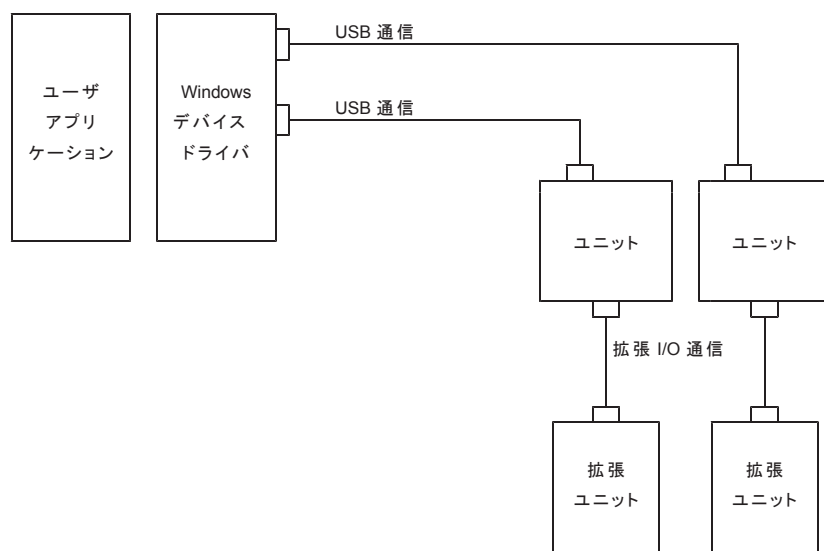 USB 通信
ユーザ
アプリ
ケーション
Windows
デバイス
ドライバ
USB 通信
ユニット
ユニット
拡張 I/O 通信
拡張
ユニット
拡張
ユニット